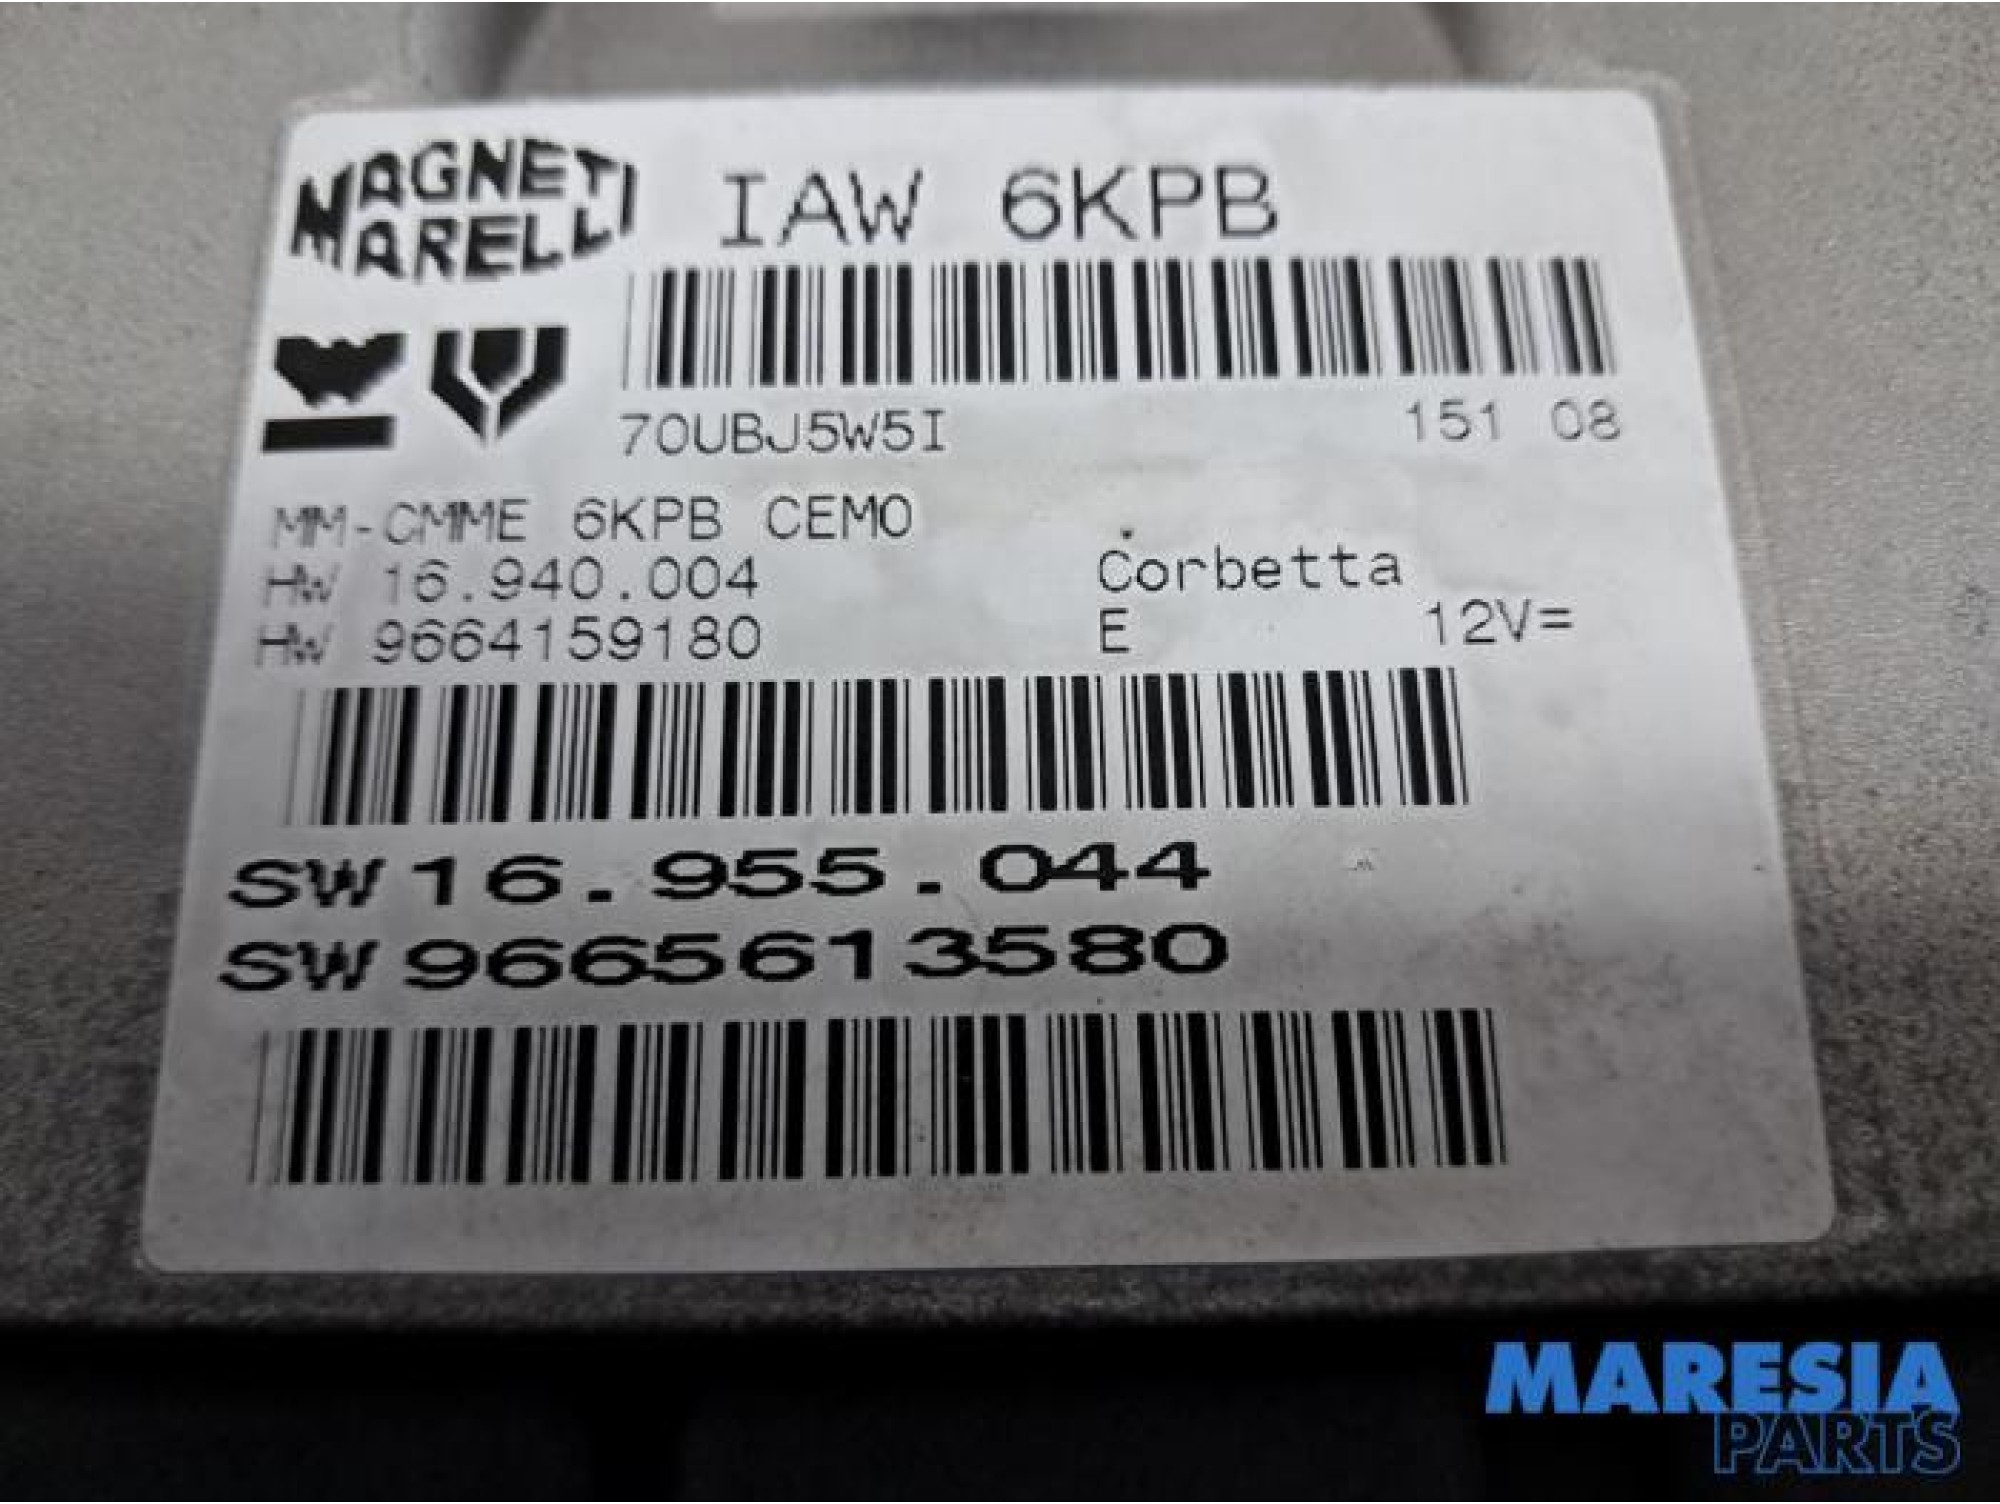 MAGNETI
MARELLI
IAW 6KPB
70UBJ5W5I 151 08
MM-CMME 6KPB CEM0
HW 16.940.004 Corbetta
HW 9664159180 E 12V=
SW 16.955.044
SW 9665613580
MARESIA
PARTS